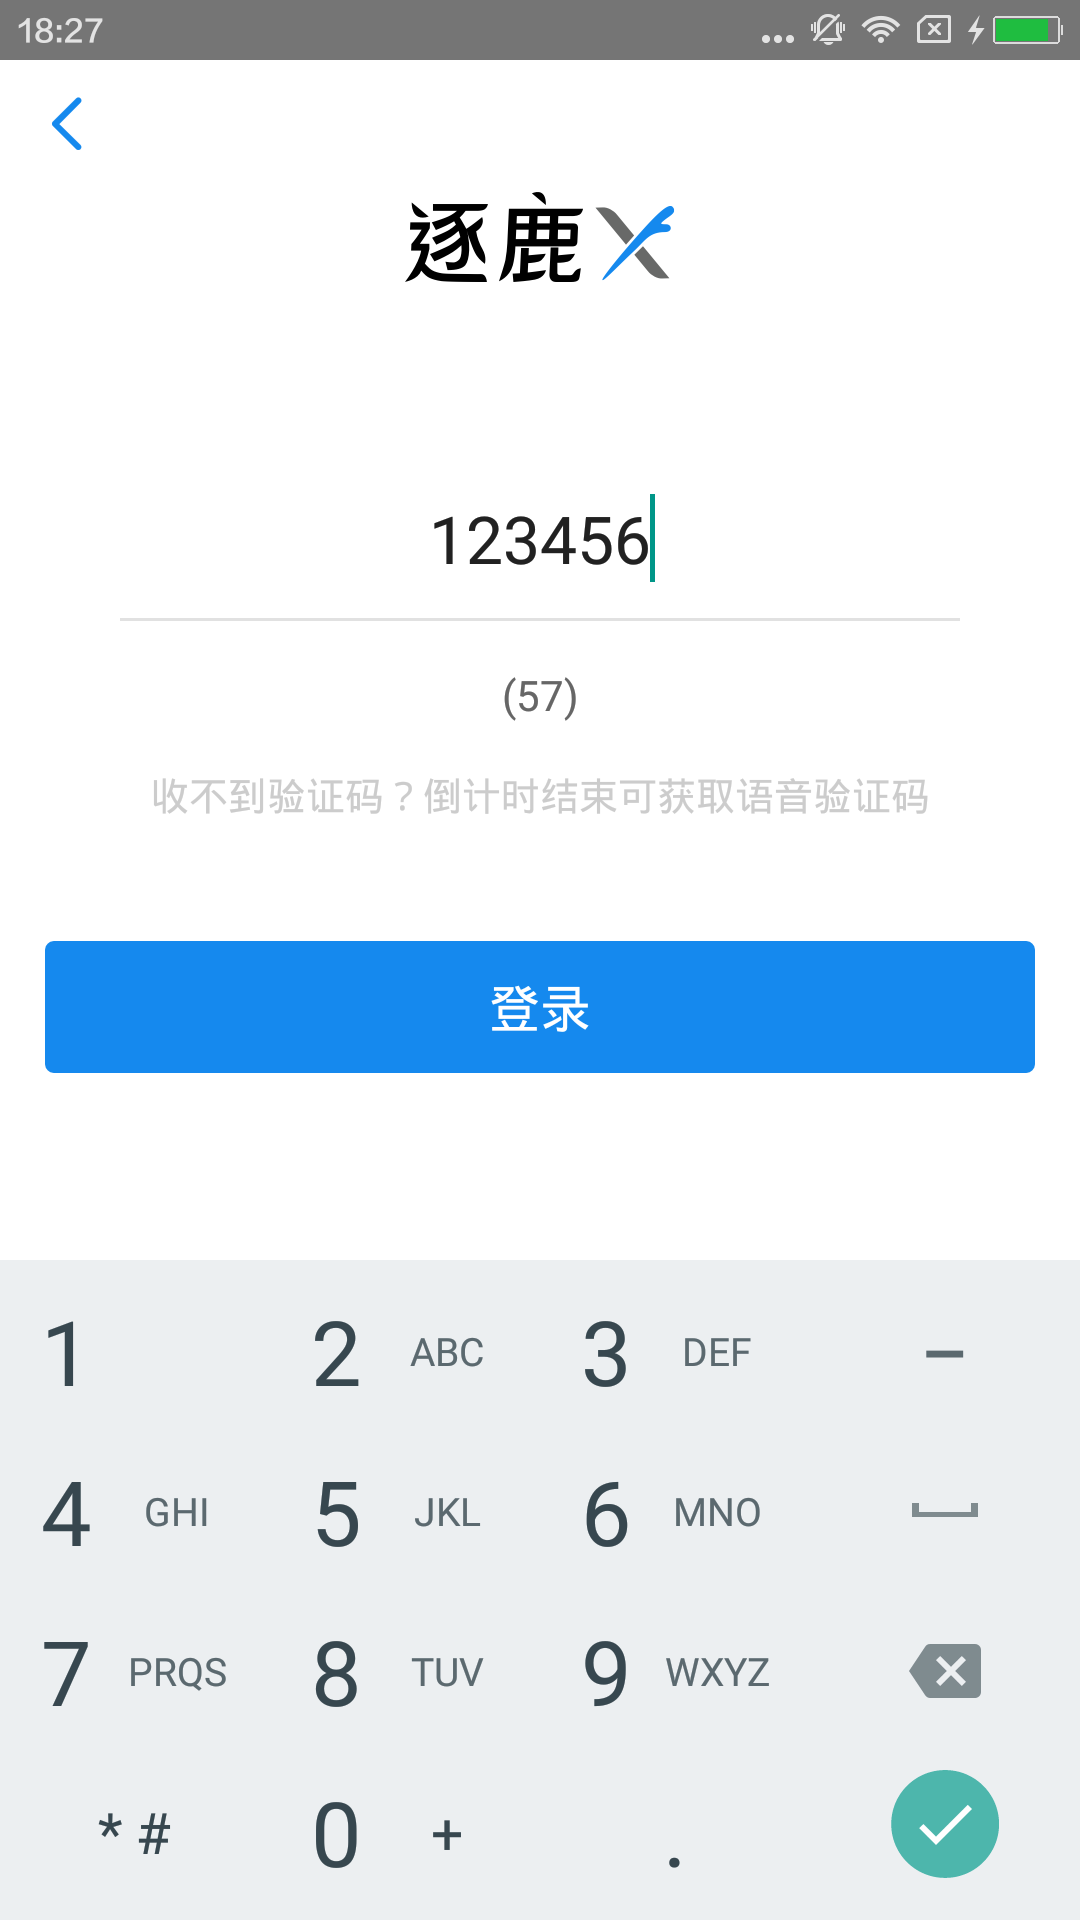 18:27
逐鹿X
123456
(57)
收不到验证码？倒计时结束可获取语音验证码
登录
1 2 ABC 3 DEF –
4 GHI 5 JKL 6 MNO
7 PRQS 8 TUV 9 WXYZ
* # 0 + .